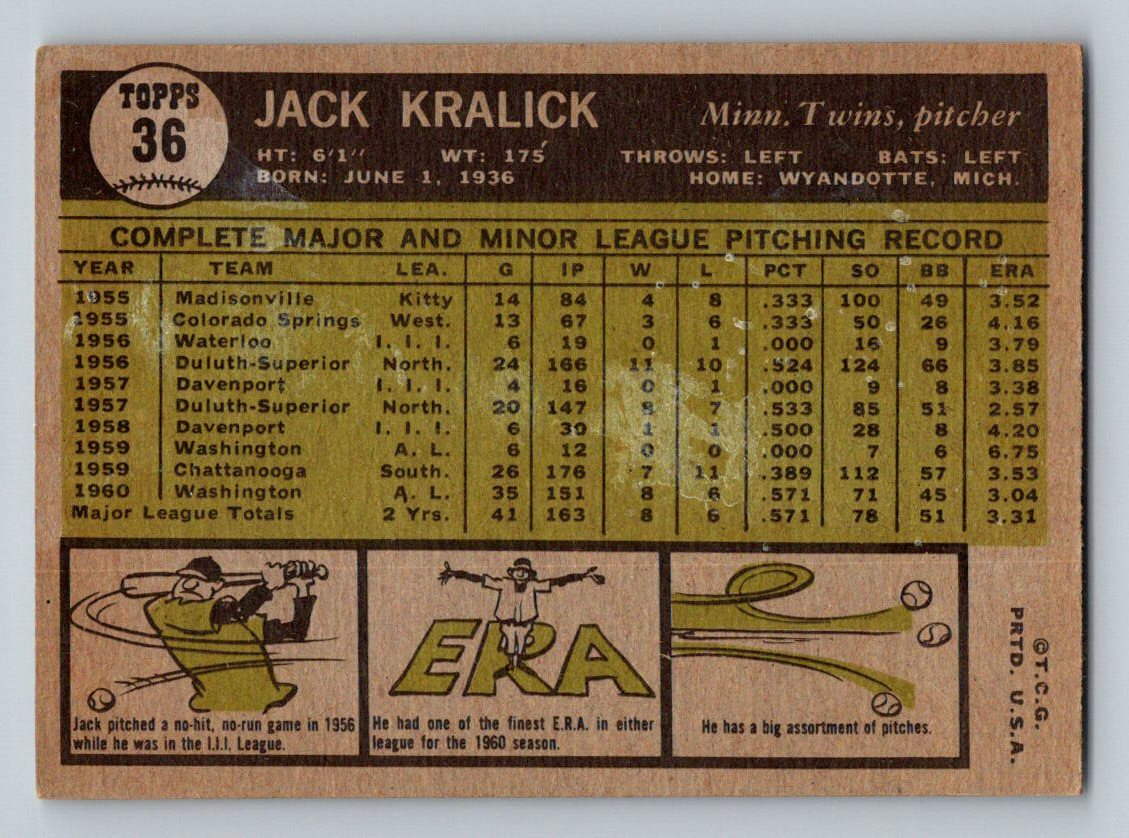 TOPPS
36
JACK KRALICK
Minn. Twins, pitcher
HT: 6'1" WT: 175 THROWS: LEFT BATS: LEFT
BORN: JUNE 1, 1936 HOME: WYANDOTTE, MICH.
COMPLETE MAJOR AND MINOR LEAGUE PITCHING RECORD
YEAR TEAM LEA. G IP W L PCT SO BB ERA
1955 Madisonville Kitty 14 84 4 8 .333 100 49 3.52
1955 Colorado Springs West. 13 67 3 6 .333 50 26 4.16
1956 Waterloo I. I. I. 6 19 0 1 .000 16 9 3.79
1956 Duluth-Superior North. 24 166 11 10 .524 124 66 3.85
1957 Davenport I. I. I. 4 16 0 1 .000 9 8 3.38
1957 Duluth-Superior North. 20 147 8 7 .533 85 51 2.57
1958 Davenport I. I. I. 6 30 1 1 .500 28 8 4.20
1959 Washington A. L. 6 12 0 0 .000 7 6 6.75
1959 Chattanooga South. 26 176 7 11 .389 112 57 3.53
1960 Washington A. L. 35 151 8 6 .571 71 45 3.04
Major League Totals 2 Yrs. 41 163 8 6 .571 78 51 3.31
Jack pitched a no-hit, no-run game in 1956
while he was in the I.I.I. League.
ERA
He had one of the finest E.R.A. in either
league for the 1960 season.
He has a big assortment of pitches.
©T.C.G.
PRTD. U.S.A.